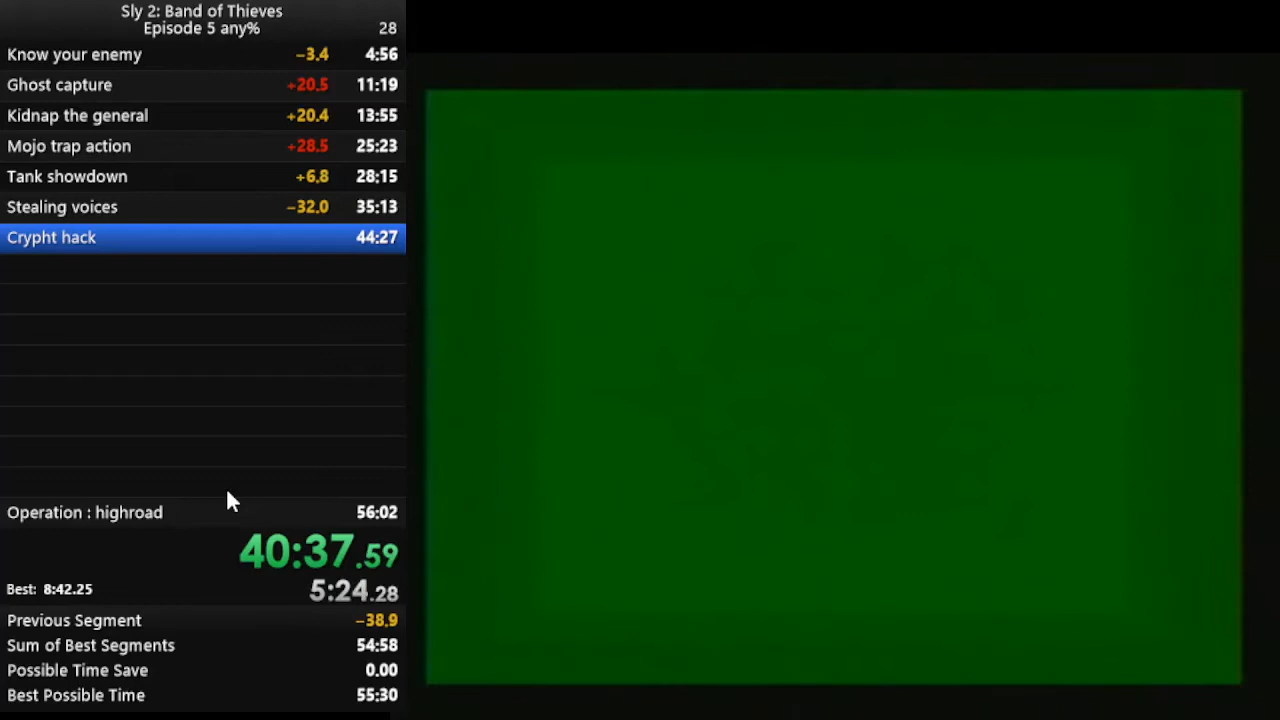 Sly 2: Band of Thieves
Episode 5 any% 28
Know your enemy −3.4 4:56
Ghost capture +20.5 11:19
Kidnap the general +20.4 13:55
Mojo trap action +28.5 25:23
Tank showdown +6.8 28:15
Stealing voices −32.0 35:13
Crypht hack 44:27
Operation : highroad 56:02
40:37.59
Best: 8:42.25 5:24.28
Previous Segment −38.9
Sum of Best Segments 54:58
Possible Time Save 0.00
Best Possible Time 55:30